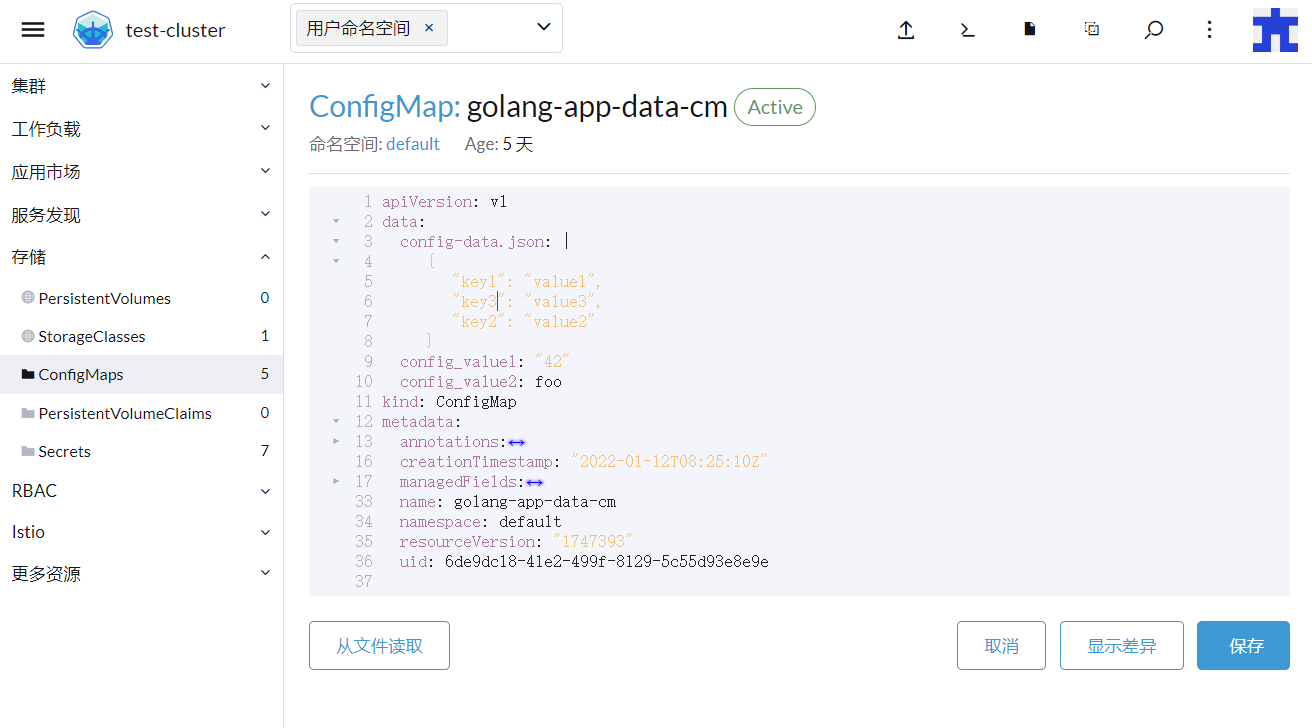 test-cluster
用户命名空间 ×
集群
工作负载
应用市场
服务发现
存储
PersistentVolumes 0
StorageClasses 1
ConfigMaps 5
PersistentVolumeClaims 0
Secrets 7
RBAC
Istio
更多资源
ConfigMap: golang-app-data-cm Active
命名空间: default Age: 5 天
1 apiVersion: v1
2 data:
3 config-data.json: |
4 {
5 "key1": "value1",
6 "key3": "value3",
7 "key2": "value2"
8 }
9 config_value1: "42"
10 config_value2: foo
11 kind: ConfigMap
12 metadata:
13 annotations:↔
16 creationTimestamp: "2022-01-12T08:25:10Z"
17 managedFields:↔
33 name: golang-app-data-cm
34 namespace: default
35 resourceVersion: "1747393"
36 uid: 6de9dc18-41e2-499f-8129-5c55d93e8e9e
37
从文件读取
取消
显示差异
保存